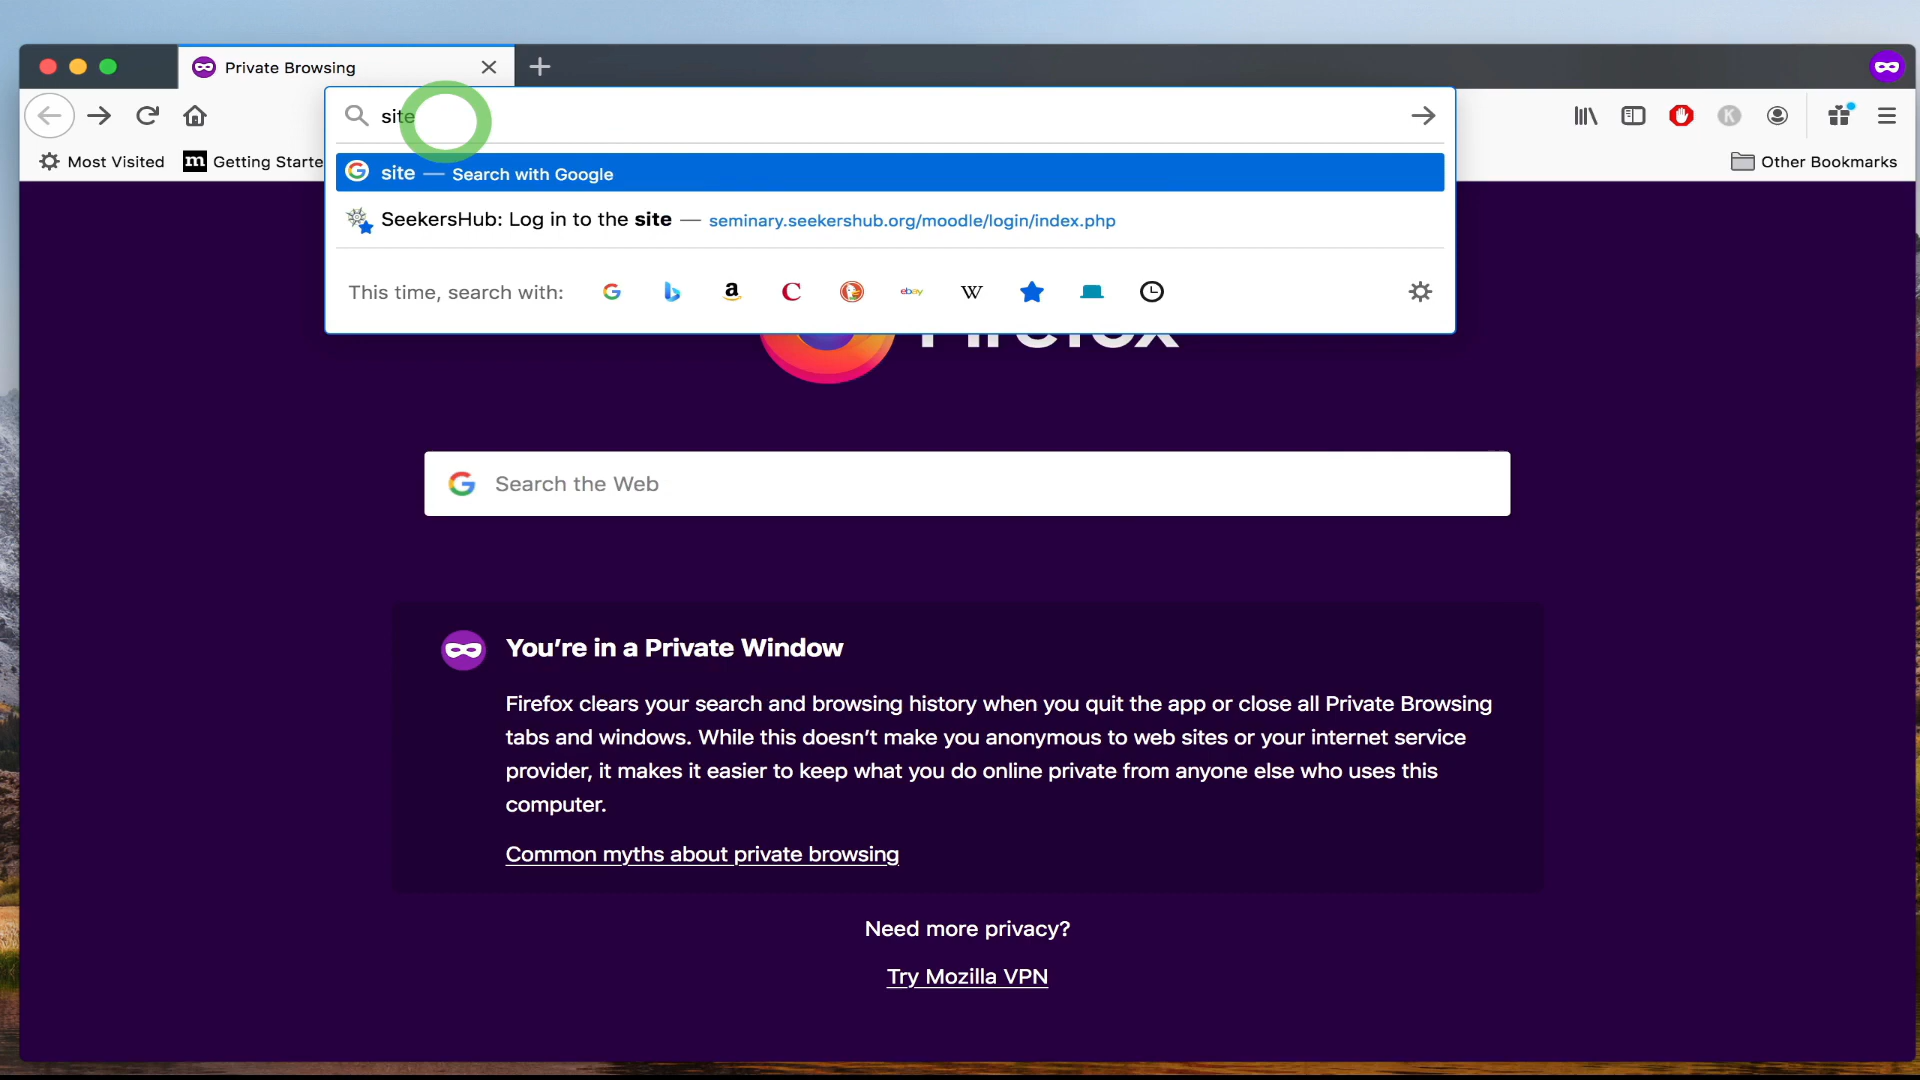 Private Browsing
site
Most Visited
Getting Starte
Other Bookmarks
site — Search with Google
SeekersHub: Log in to the site — seminary.seekershub.org/moodle/login/index.php
This time, search with:
Firefox
Search the Web
You're in a Private Window
Firefox clears your search and browsing history when you quit the app or close all Private Browsing
tabs and windows. While this doesn't make you anonymous to web sites or your internet service
provider, it makes it easier to keep what you do online private from anyone else who uses this
computer.
Common myths about private browsing
Need more privacy?
Try Mozilla VPN